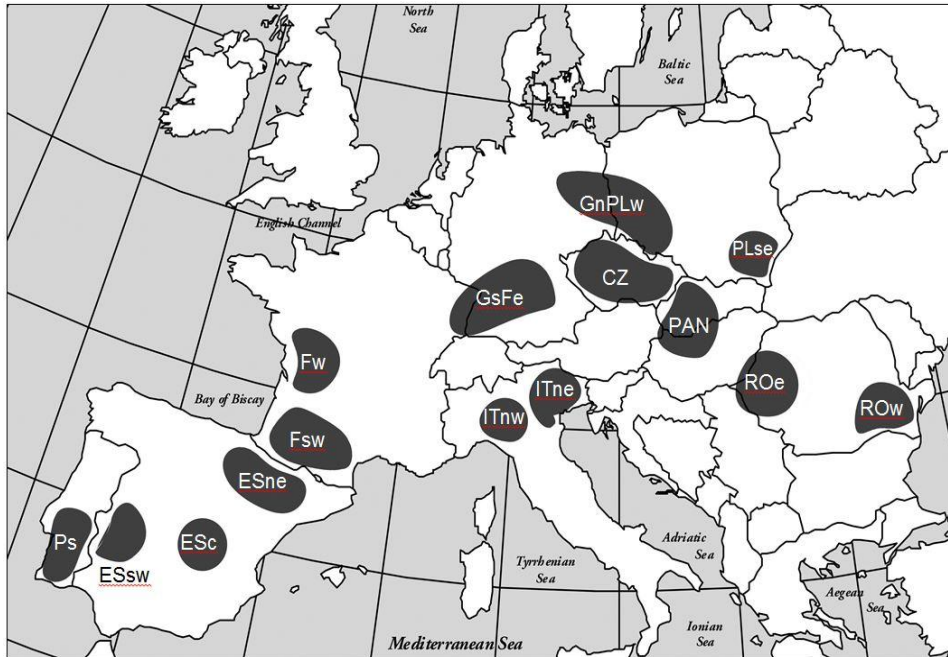 North
Sea
Baltic
Sea
GnPLw
English Channel
PLse
CZ
GsFe
PAN
Fw
ROe
ITne
Bay of Biscay
ROw
ITnw
Fsw
ESne
Ps
ESc
ESsw
Adriatic
Sea
Tyrrhenian
Sea
Aegean
Sea
Ionian
Sea
Mediterranean Sea